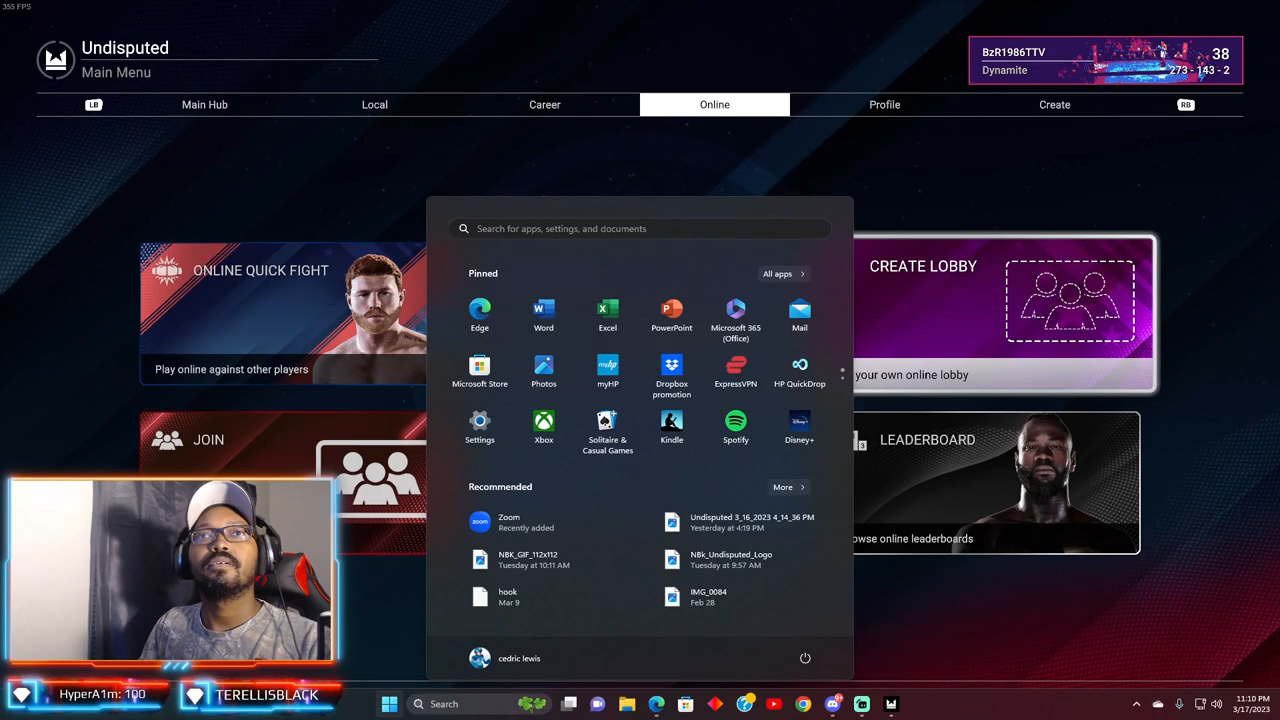 355 FPS
Undisputed
Main Menu
BzR1986TTV
38
Dynamite
273 - 143 - 2
LB
Main Hub
Local
Career
Online
Profile
Create
RB
ONLINE QUICK FIGHT
Play online against other players
CREATE LOBBY
your own online lobby
JOIN
LEADERBOARD
owse online leaderboards
3
Search for apps, settings, and documents
Pinned
All apps
Edge
Word
Excel
PowerPoint
Microsoft 365
(Office)
Mail
Microsoft Store
Photos
myHP
Dropbox
promotion
ExpressVPN
HP QuickDrop
Settings
Xbox
Solitaire &
Casual Games
Kindle
Spotify
Disney+
Recommended
More
Zoom
Recently added
Undisputed 3_16_2023 4_14_36 PM
Yesterday at 4:19 PM
NBK_GIF_112x112
Tuesday at 10:11 AM
NBk_Undisputed_Logo
Tuesday at 9:57 AM
hook
Mar 9
IMG_0084
Feb 28
cedric lewis
HyperA1m: 100
TERELLISBLACK
Search
11:10 PM
3/17/2023